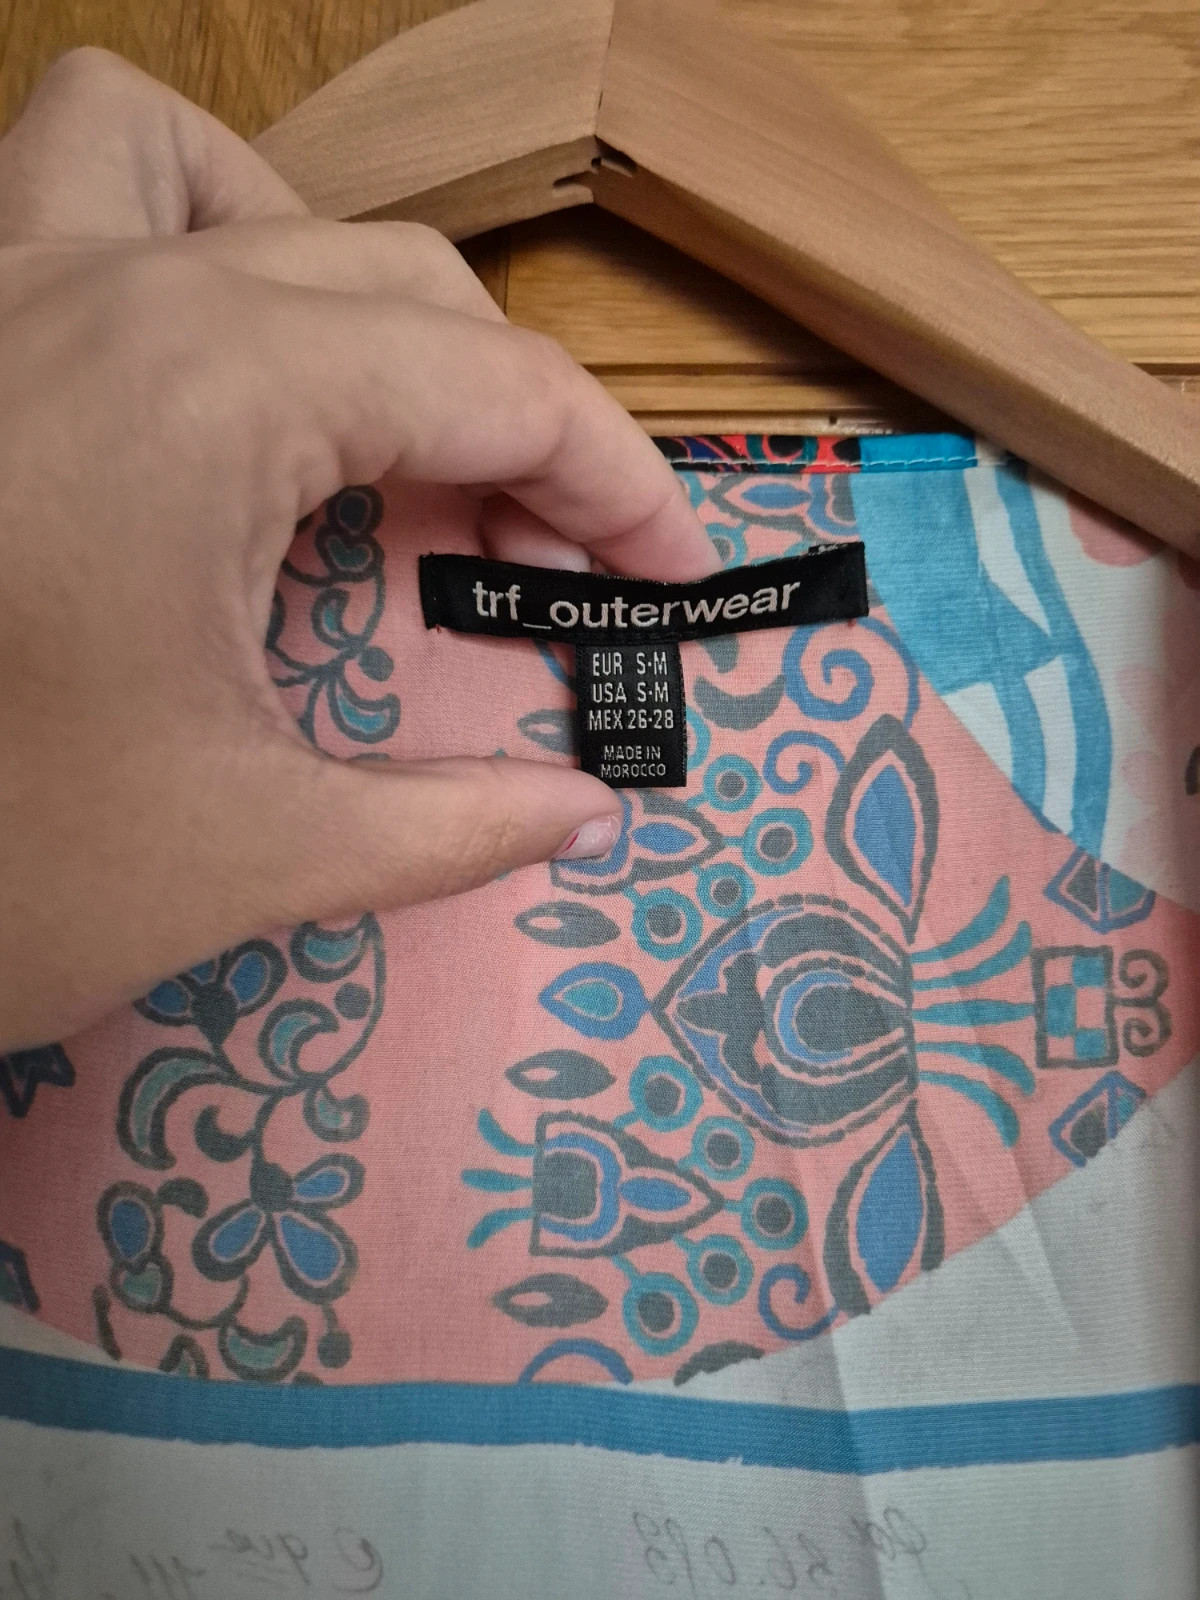 trf_outerwear
EUR S·M
USA S·M
MEX 26-28
MADE IN
MOROCCO